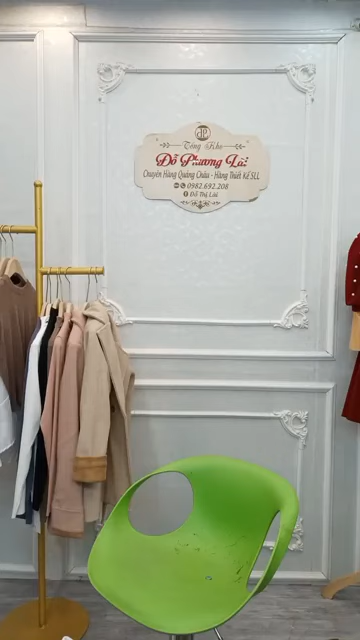 Tổng Kho
Đỗ Phương Lài
Chuyên Hàng Quảng Châu - Hàng Thiết Kế SLL
0982.692.208
Đỗ Thị Lài